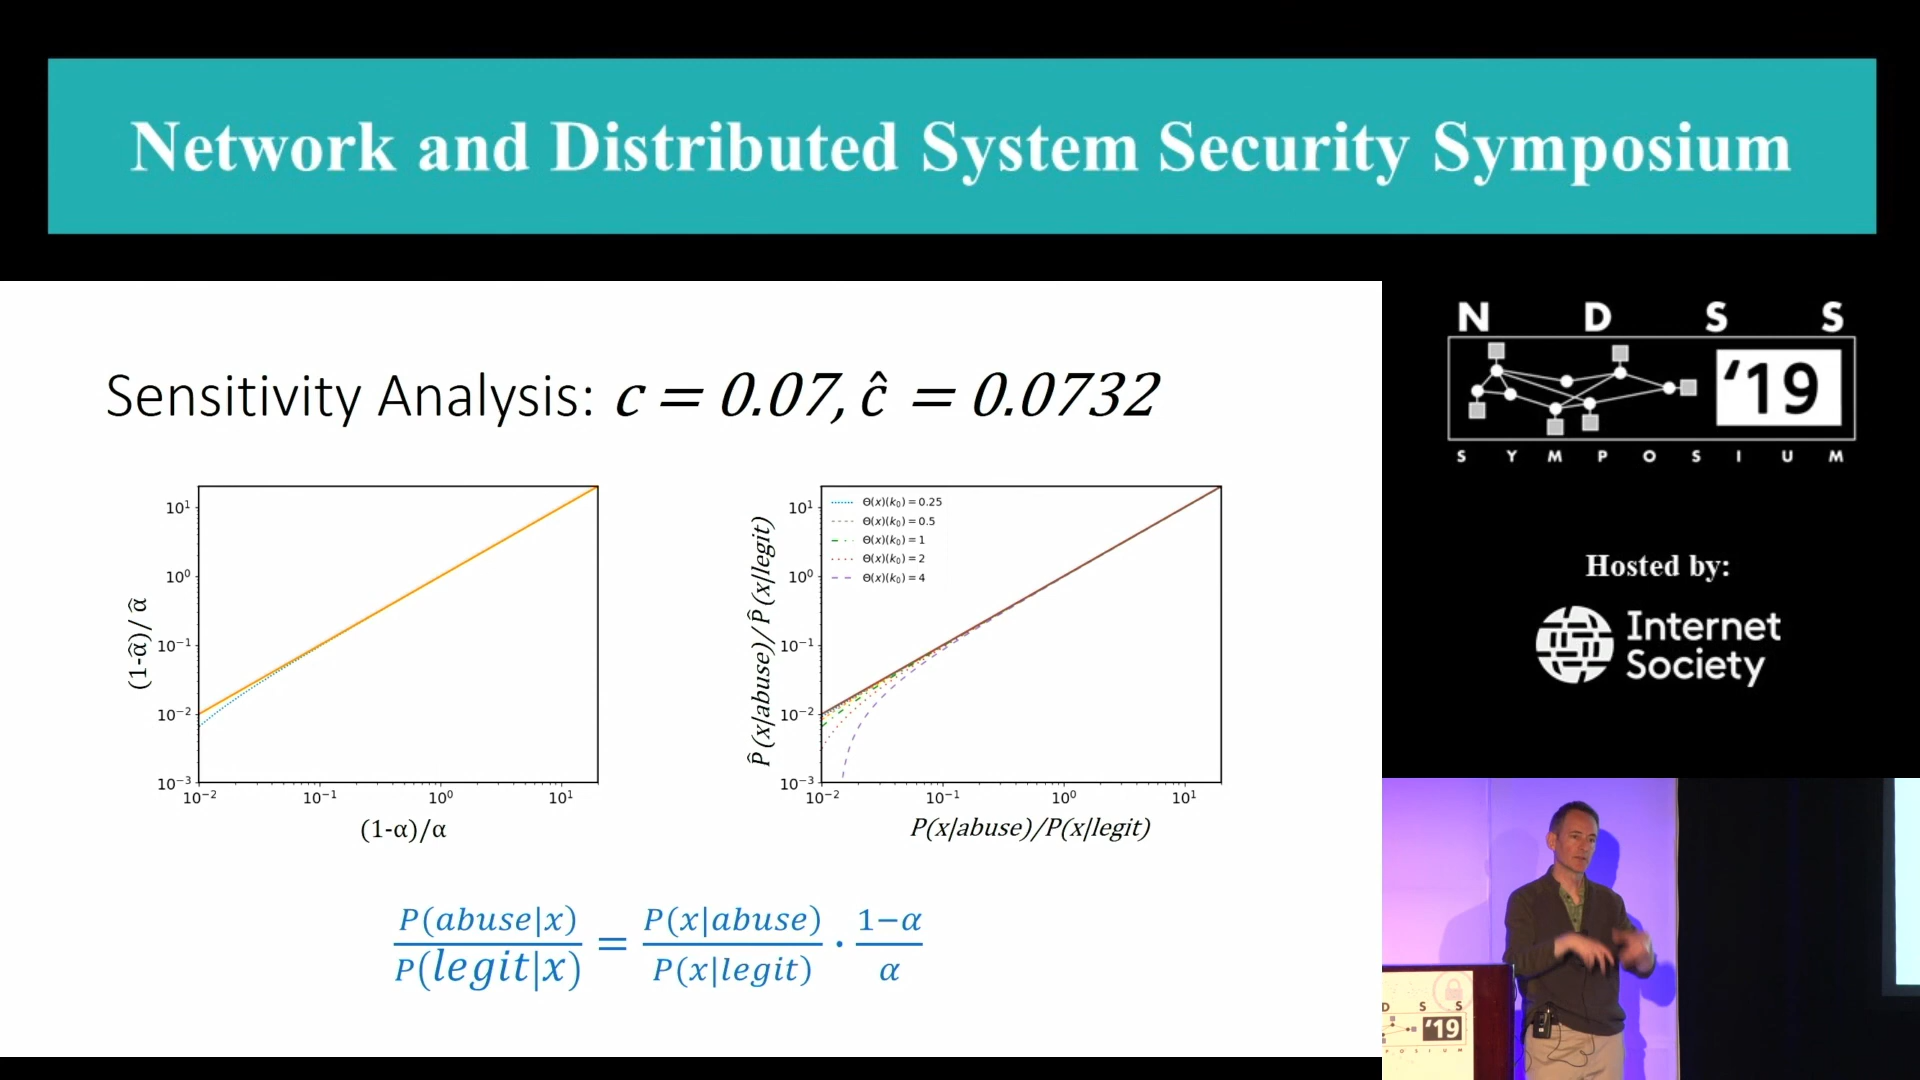 Network and Distributed System Security Symposium
Sensitivity Analysis: c = 0.07, ĉ = 0.0732
10¹
10⁰
10⁻¹
10⁻²
10⁻³
(1-α̂)/ α̂
10⁻² 10⁻¹ 10⁰ 10¹
(1-α)/α
10¹
10⁰
10⁻¹
10⁻²
10⁻³
P̂(x|abuse)/P̂(x|legit)
Θ(x)(k₀) = 0.25
Θ(x)(k₀) = 0.5
Θ(x)(k₀) = 1
Θ(x)(k₀) = 2
Θ(x)(k₀) = 4
10⁻² 10⁻¹ 10⁰ 10¹
P(x|abuse)/P(x|legit)
P(abuse|x) P(x|abuse) 1−α
= ·
P(legit|x) P(x|legit) α
N D S S
'19
S Y M P O S I U M
Hosted by:
Internet
Society
D S S
'19
P O S I U M